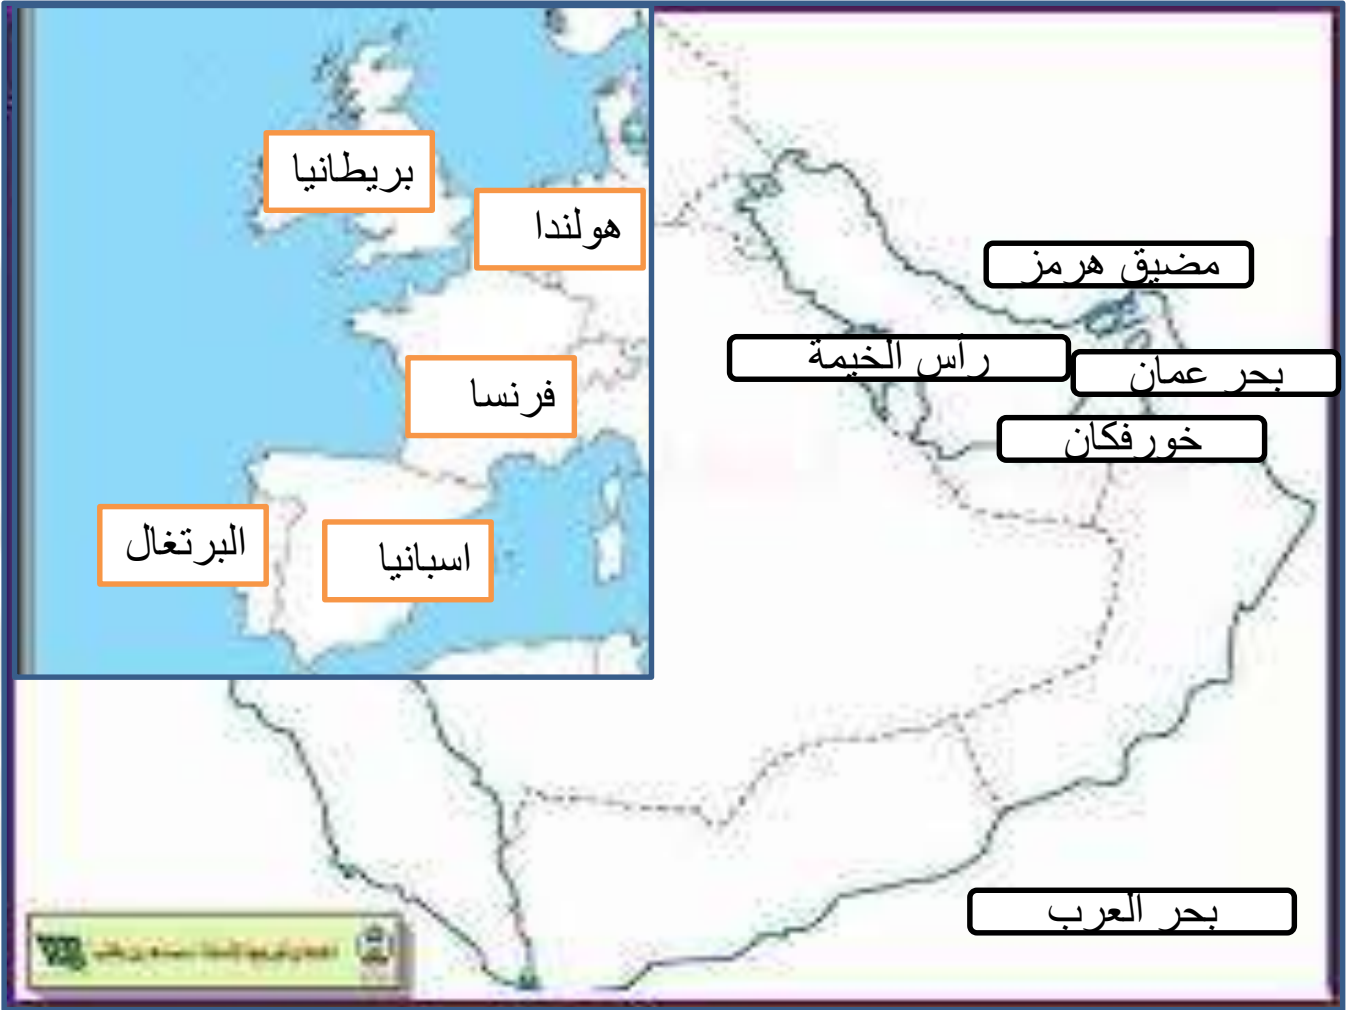 بريطانيا
هولندا
مضيق هرمز
رأس الخيمة
بحر عمان
فرنسا
خورفكان
البرتغال
اسبانيا
بحر العرب